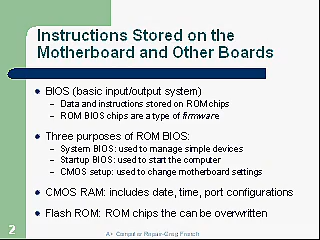 Instructions Stored on the
Motherboard and Other Boards
BIOS (basic input/output system)
– Data and instructions stored on ROM chips
– ROM BIOS chips are a type of firmware
Three purposes of ROM BIOS:
– System BIOS: used to manage simple devices
– Startup BIOS: used to start the computer
– CMOS setup: used to change motherboard settings
CMOS RAM: includes date, time, port configurations
Flash ROM: ROM chips the can be overwritten
2
A+ Computer Repair-Greg